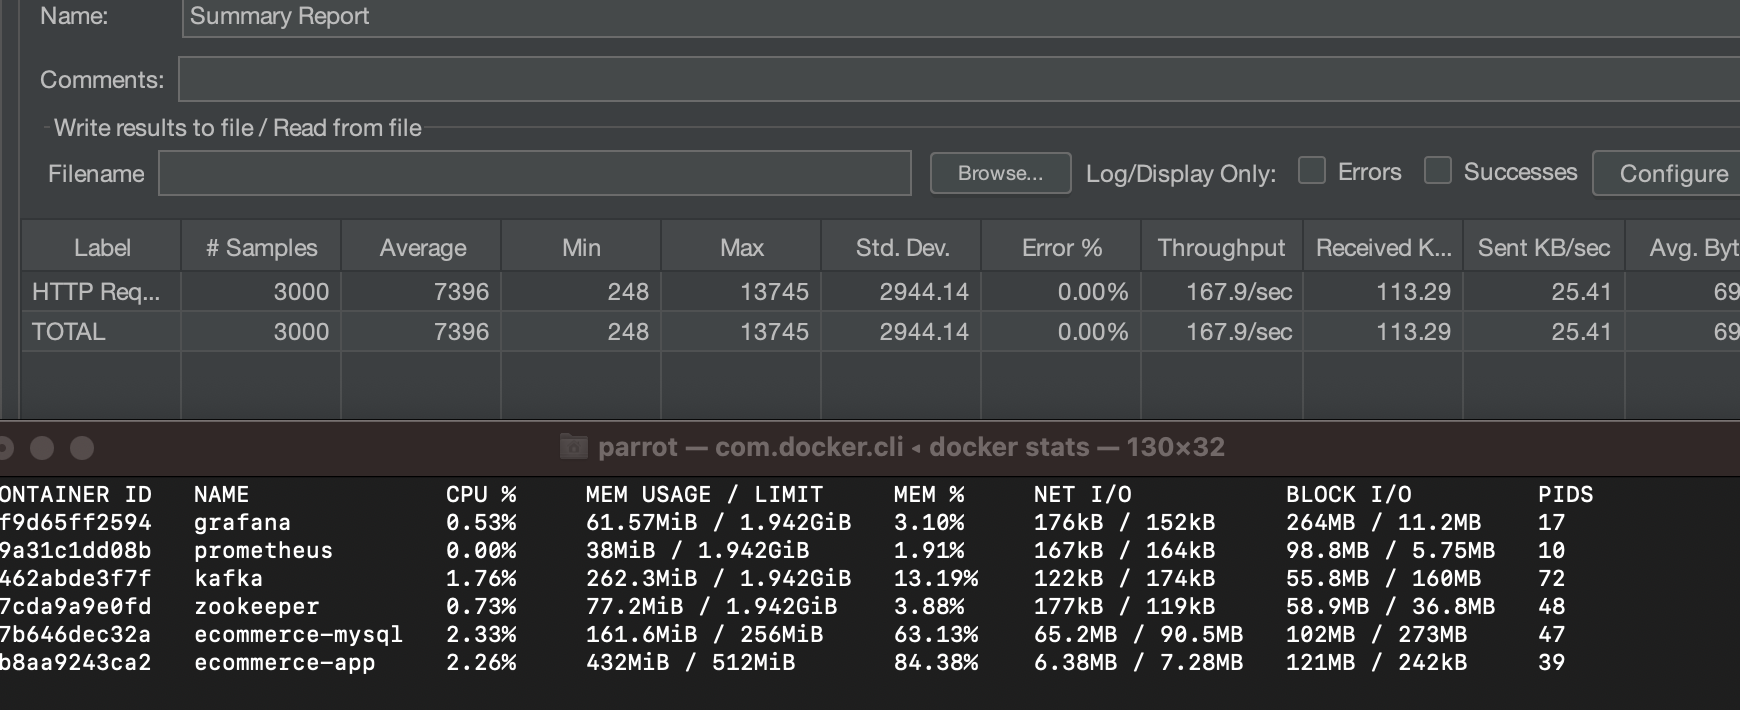 Name: Summary Report
Comments:
Write results to file / Read from file
Filename Browse... Log/Display Only: Errors Successes Configure
Label # Samples Average Min Max Std. Dev. Error % Throughput Received K... Sent KB/sec Avg. Byt
HTTP Req... 3000 7396 248 13745 2944.14 0.00% 167.9/sec 113.29 25.41 69
TOTAL 3000 7396 248 13745 2944.14 0.00% 167.9/sec 113.29 25.41 69
parrot — com.docker.cli ◂ docker stats — 130×32
ONTAINER ID NAME CPU % MEM USAGE / LIMIT MEM % NET I/O BLOCK I/O PIDS
f9d65ff2594 grafana 0.53% 61.57MiB / 1.942GiB 3.10% 176kB / 152kB 264MB / 11.2MB 17
9a31c1dd08b prometheus 0.00% 38MiB / 1.942GiB 1.91% 167kB / 164kB 98.8MB / 5.75MB 10
462abde3f7f kafka 1.76% 262.3MiB / 1.942GiB 13.19% 122kB / 174kB 55.8MB / 160MB 72
7cda9a9e0fd zookeeper 0.73% 77.2MiB / 1.942GiB 3.88% 177kB / 119kB 58.9MB / 36.8MB 48
7b646dec32a ecommerce-mysql 2.33% 161.6MiB / 256MiB 63.13% 65.2MB / 90.5MB 102MB / 273MB 47
b8aa9243ca2 ecommerce-app 2.26% 432MiB / 512MiB 84.38% 6.38MB / 7.28MB 121MB / 242kB 39